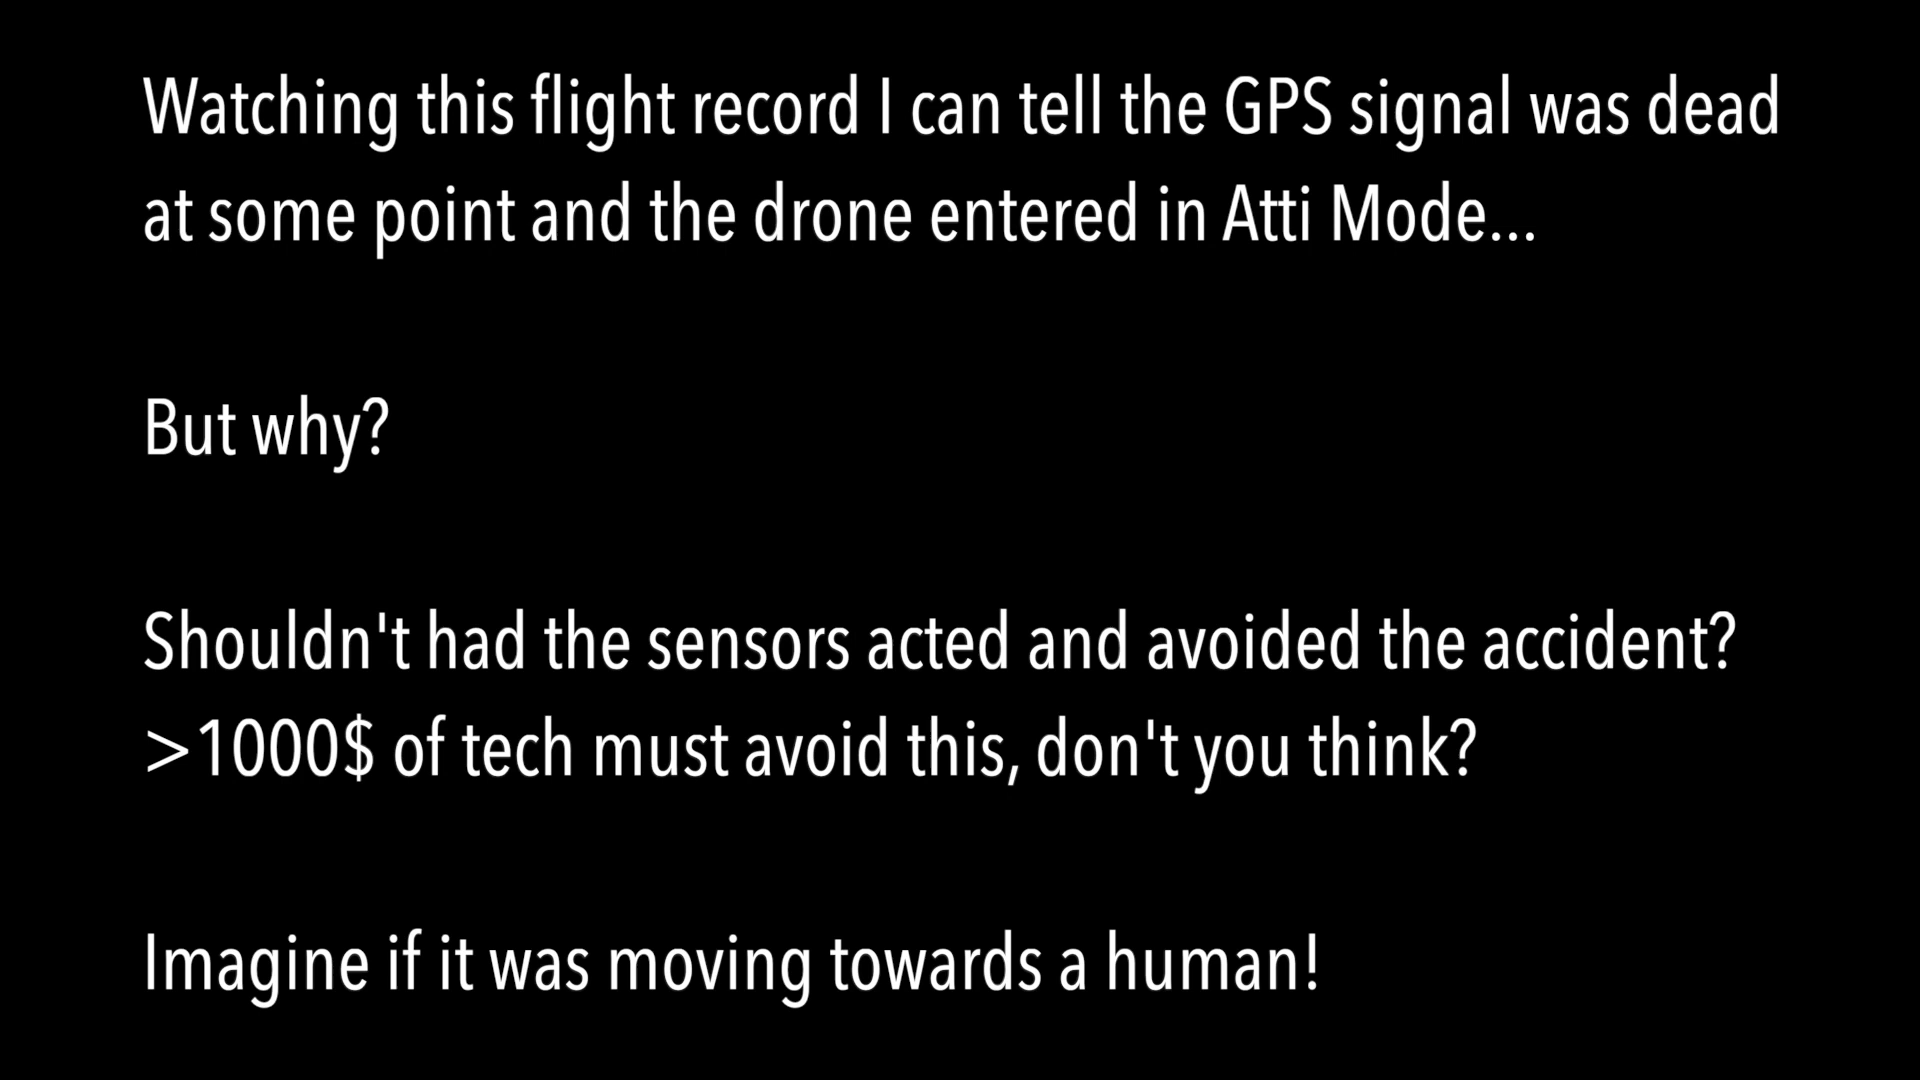 Watching this flight record I can tell the GPS signal was dead
at some point and the drone entered in Atti Mode...
But why?
Shouldn't had the sensors acted and avoided the accident?
>1000$ of tech must avoid this, don't you think?
Imagine if it was moving towards a human!